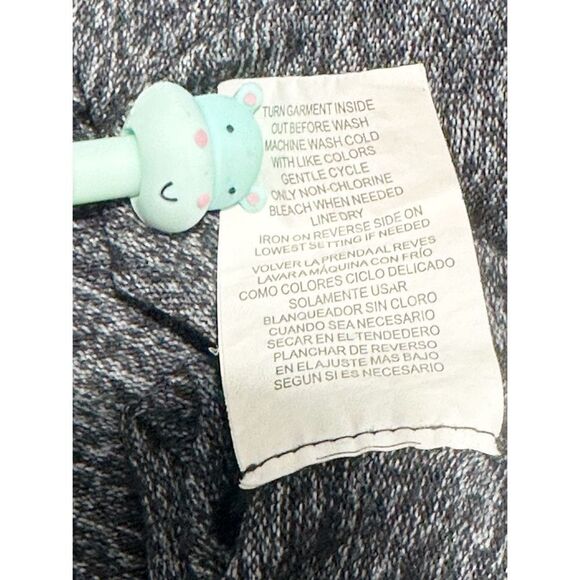 TURN GARMENT INSIDE
OUT BEFORE WASH
MACHINE WASH COLD
WITH LIKE COLORS
GENTLE CYCLE
ONLY NON-CHLORINE
BLEACH WHEN NEEDED
LINE DRY
IRON ON REVERSE SIDE ON
LOWEST SETTING IF NEEDED
VOLVER LA PRENDA AL REVES
LAVAR A MÁQUINA CON FRÍO
COMO COLORES CICLO DELICADO
SOLAMENTE USAR
BLANQUEADOR SIN CLORO
CUANDO SEA NECESARIO
SECAR EN EL TENDEDERO
PLANCHAR DE REVERSO
EN EL AJUSTE MAS BAJO
SEGUN SI ES NECESARIO